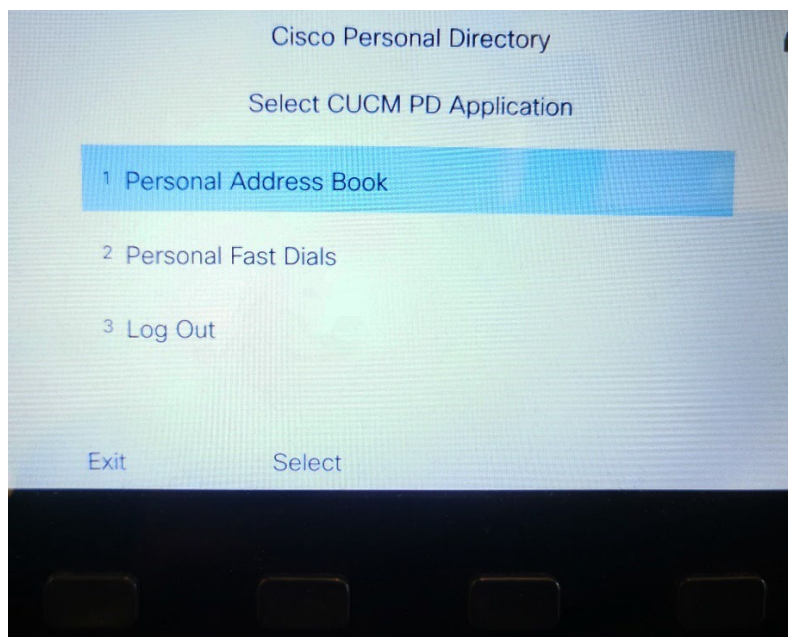 Cisco Personal Directory
Select CUCM PD Application
1 Personal Address Book
2 Personal Fast Dials
3 Log Out
Exit Select